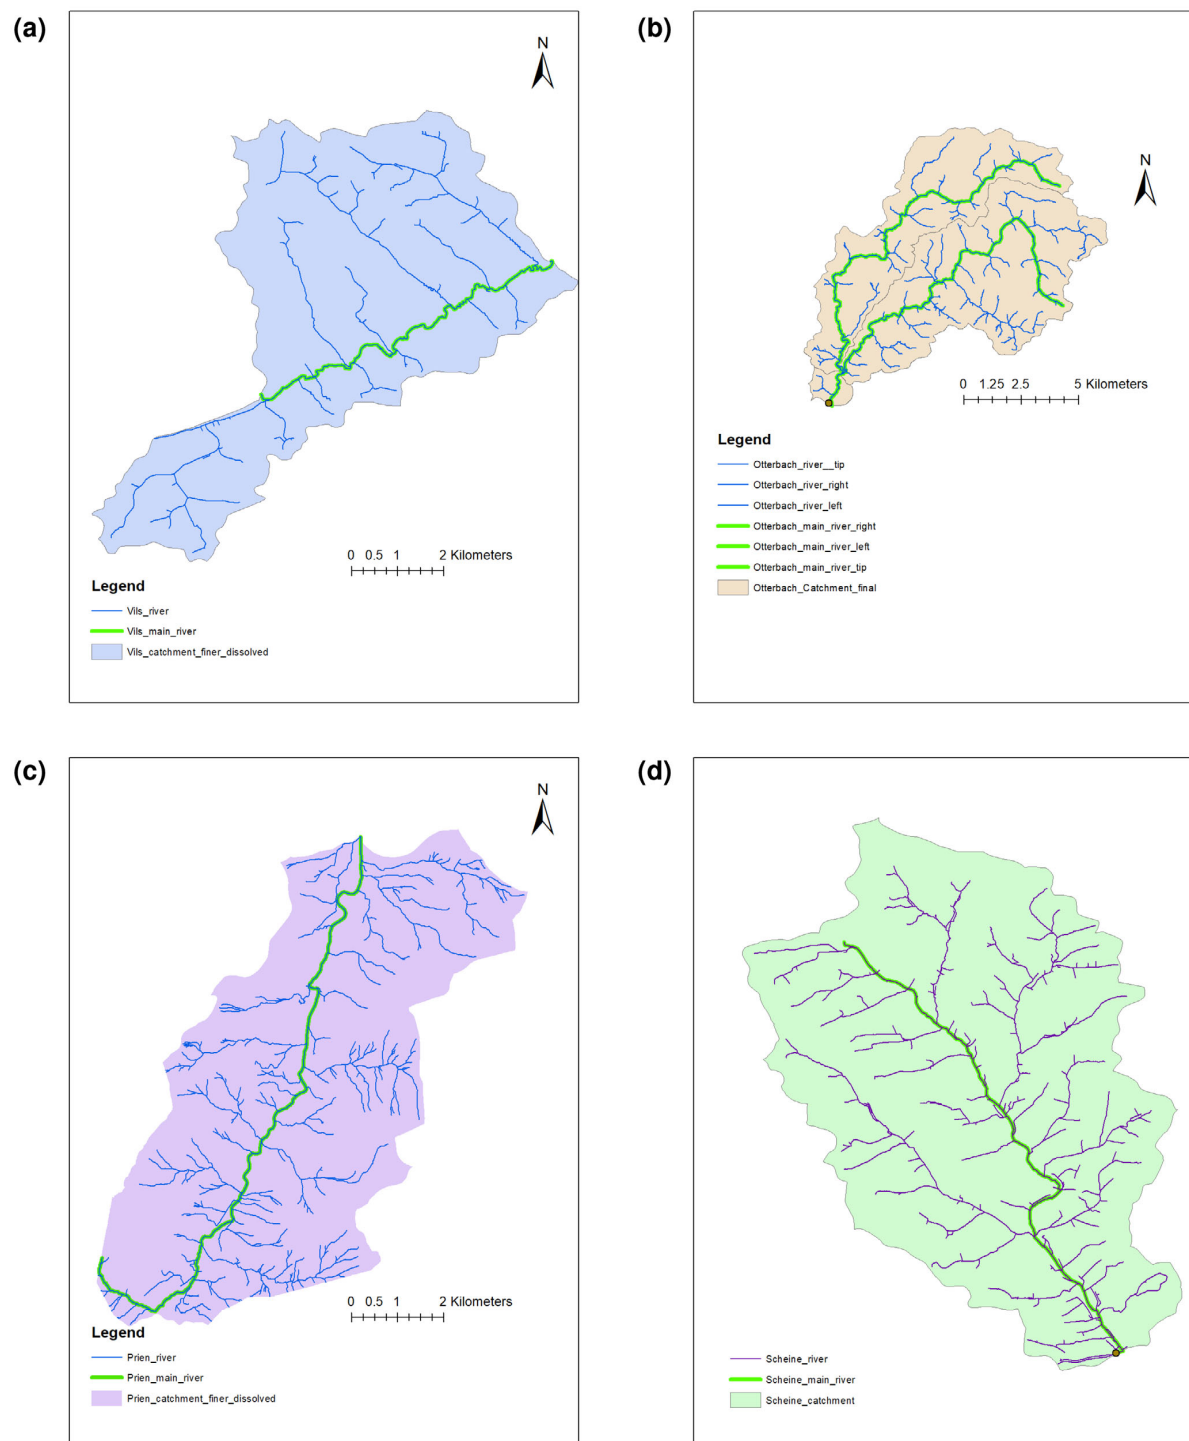 (a)
N
0 0.5 1 2 Kilometers
Legend
Vils_river
Vils_main_river
Vils_catchment_finer_dissolved
(b)
N
0 1.25 2.5 5 Kilometers
Legend
Otterbach_river__tip
Otterbach_river_right
Otterbach_river_left
Otterbach_main_river_right
Otterbach_main_river_left
Otterbach_main_river_tip
Otterbach_Catchment_final
(c)
N
0 0.5 1 2 Kilometers
Legend
Prien_river
Prien_main_river
Prien_catchment_finer_dissolved
(d)
Scheine_river
Scheine_main_river
Scheine_catchment